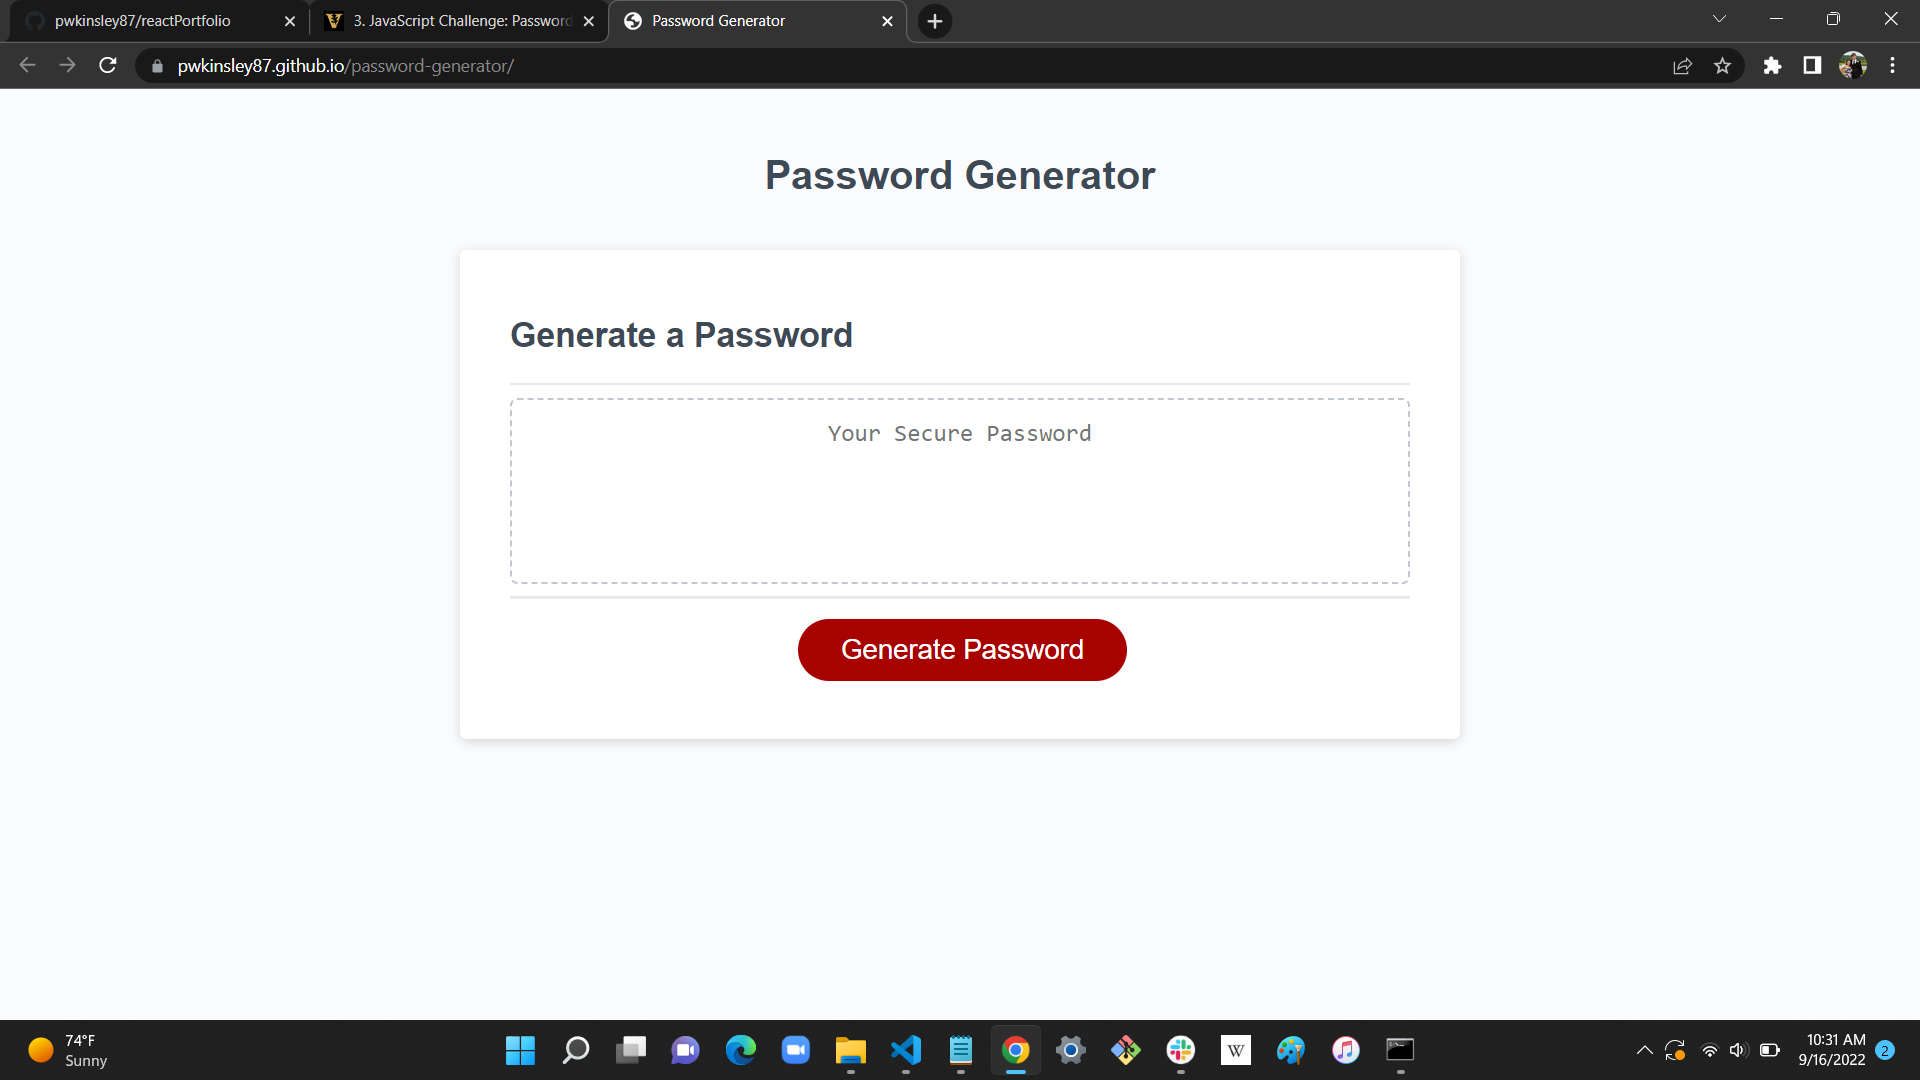 pwkinsley87/reactPortfolio
3. JavaScript Challenge: Password
Password Generator
pwkinsley87.github.io/password-generator/
Password Generator
Generate a Password
Your Secure Password
Generate Password
74°F
Sunny
W
10:31 AM
9/16/2022
2